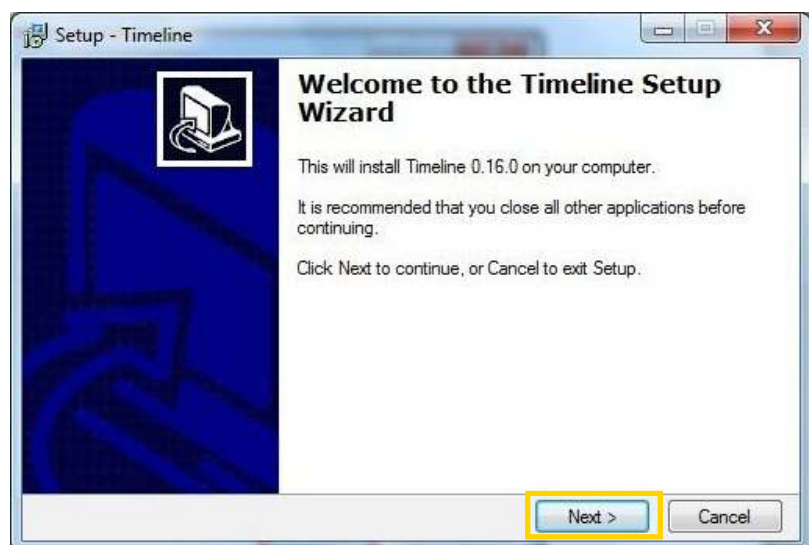 Setup - Timeline
Welcome to the Timeline Setup
Wizard
This will install Timeline 0.16.0 on your computer.
It is recommended that you close all other applications before
continuing.
Click Next to continue, or Cancel to exit Setup.
Next > Cancel